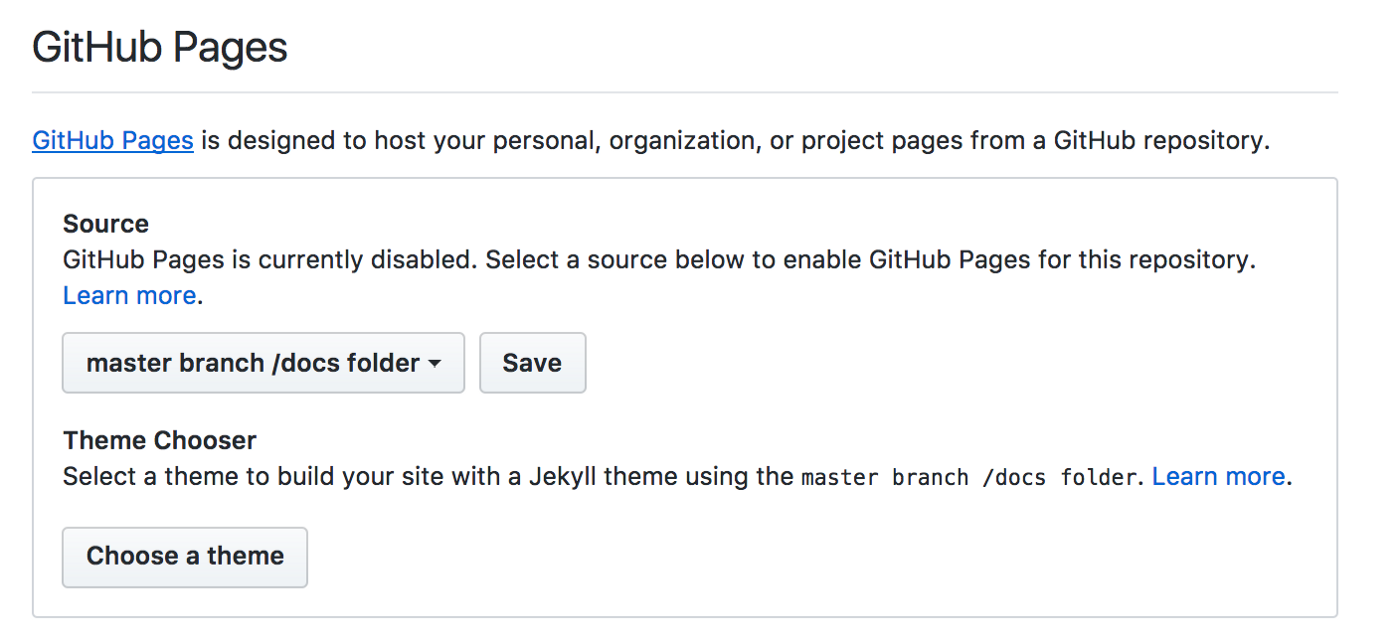 GitHub Pages
GitHub Pages is designed to host your personal, organization, or project pages from a GitHub repository.
Source
GitHub Pages is currently disabled. Select a source below to enable GitHub Pages for this repository.
Learn more.
master branch /docs folder Save
Theme Chooser
Select a theme to build your site with a Jekyll theme using the master branch /docs folder. Learn more.
Choose a theme